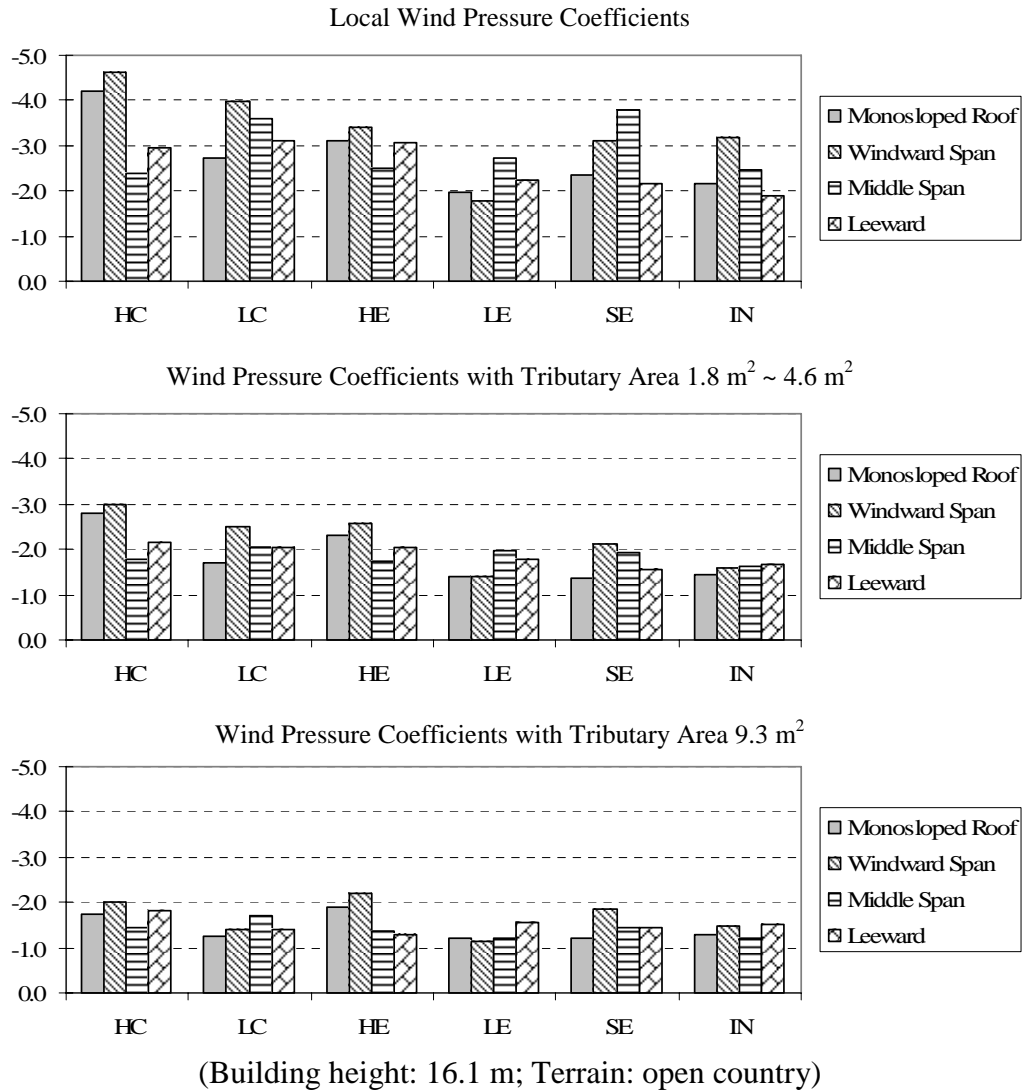 Local Wind Pressure Coefficients
-5.0
-4.0
-3.0
-2.0
-1.0
0.0
HC LC HE LE SE IN
Monosloped Roof
Windward Span
Middle Span
Leeward
Wind Pressure Coefficients with Tributary Area 1.8 m² ~ 4.6 m²
-5.0
-4.0
-3.0
-2.0
-1.0
0.0
HC LC HE LE SE IN
Monosloped Roof
Windward Span
Middle Span
Leeward
Wind Pressure Coefficients with Tributary Area 9.3 m²
-5.0
-4.0
-3.0
-2.0
-1.0
0.0
HC LC HE LE SE IN
Monosloped Roof
Windward Span
Middle Span
Leeward
(Building height: 16.1 m; Terrain: open country)